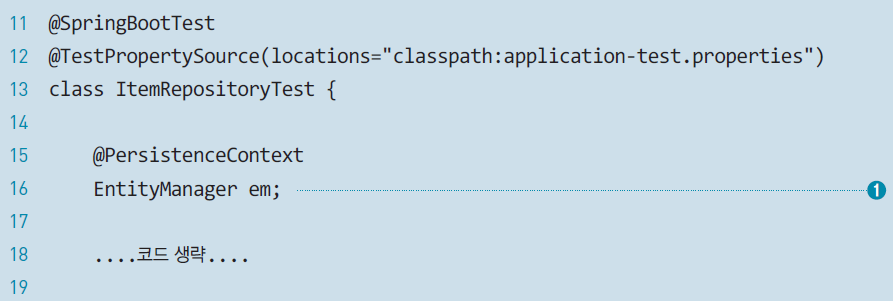 11 @SpringBootTest
12 @TestPropertySource(locations="classpath:application-test.properties")
13 class ItemRepositoryTest {
14
15     @PersistenceContext
16     EntityManager em; ❶
17
18     ....코드 생략....
19